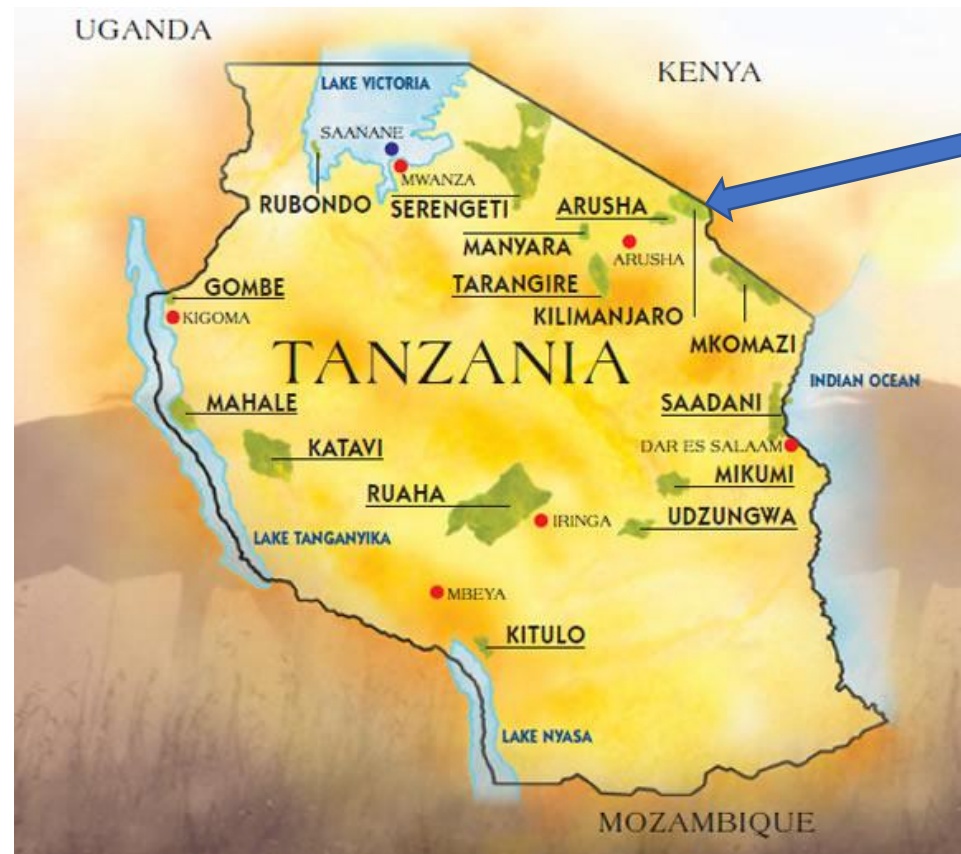 UGANDA
KENYA
LAKE VICTORIA
SAANANE
MWANZA
RUBONDO
SERENGETI
ARUSHA
MANYARA
ARUSHA
TARANGIRE
GOMBE
KILIMANJARO
KIGOMA
MKOMAZI
TANZANIA
INDIAN OCEAN
MAHALE
SAADANI
DAR ES SALAAM
KATAVI
MIKUMI
RUAHA
UDZUNGWA
IRINGA
LAKE TANGANYIKA
MBEYA
KITULO
LAKE NYASA
MOZAMBIQUE